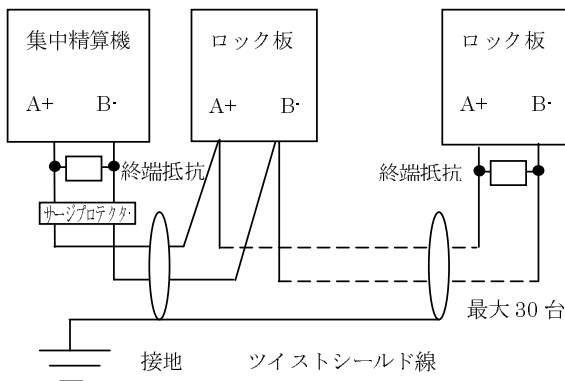 集中精算機
ロック板
ロック板
A+ B-
A+ B-
A+ B-
終端抵抗
終端抵抗
サージプロテクター
最大 30 台
接地
ツイストシールド線